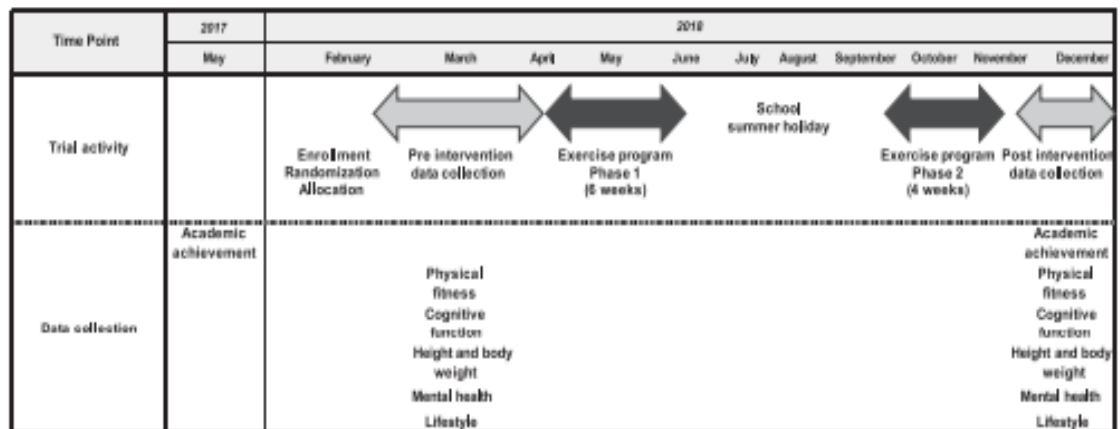 Time Point
2017
2018
May
February
March
April
May
June
July
August
September
October
November
December
Trial activity
Enrollment
Randomization
Allocation
Pre intervention
data collection
Exercise program
Phase 1
(6 weeks)
School
summer holiday
Exercise program
Phase 2
(4 weeks)
Post intervention
data collection
Data collection
Academic
achievement
Physical
fitness
Cognitive
function
Height and body
weight
Mental health
Lifestyle
Academic
achievement
Physical
fitness
Cognitive
function
Height and body
weight
Mental health
Lifestyle